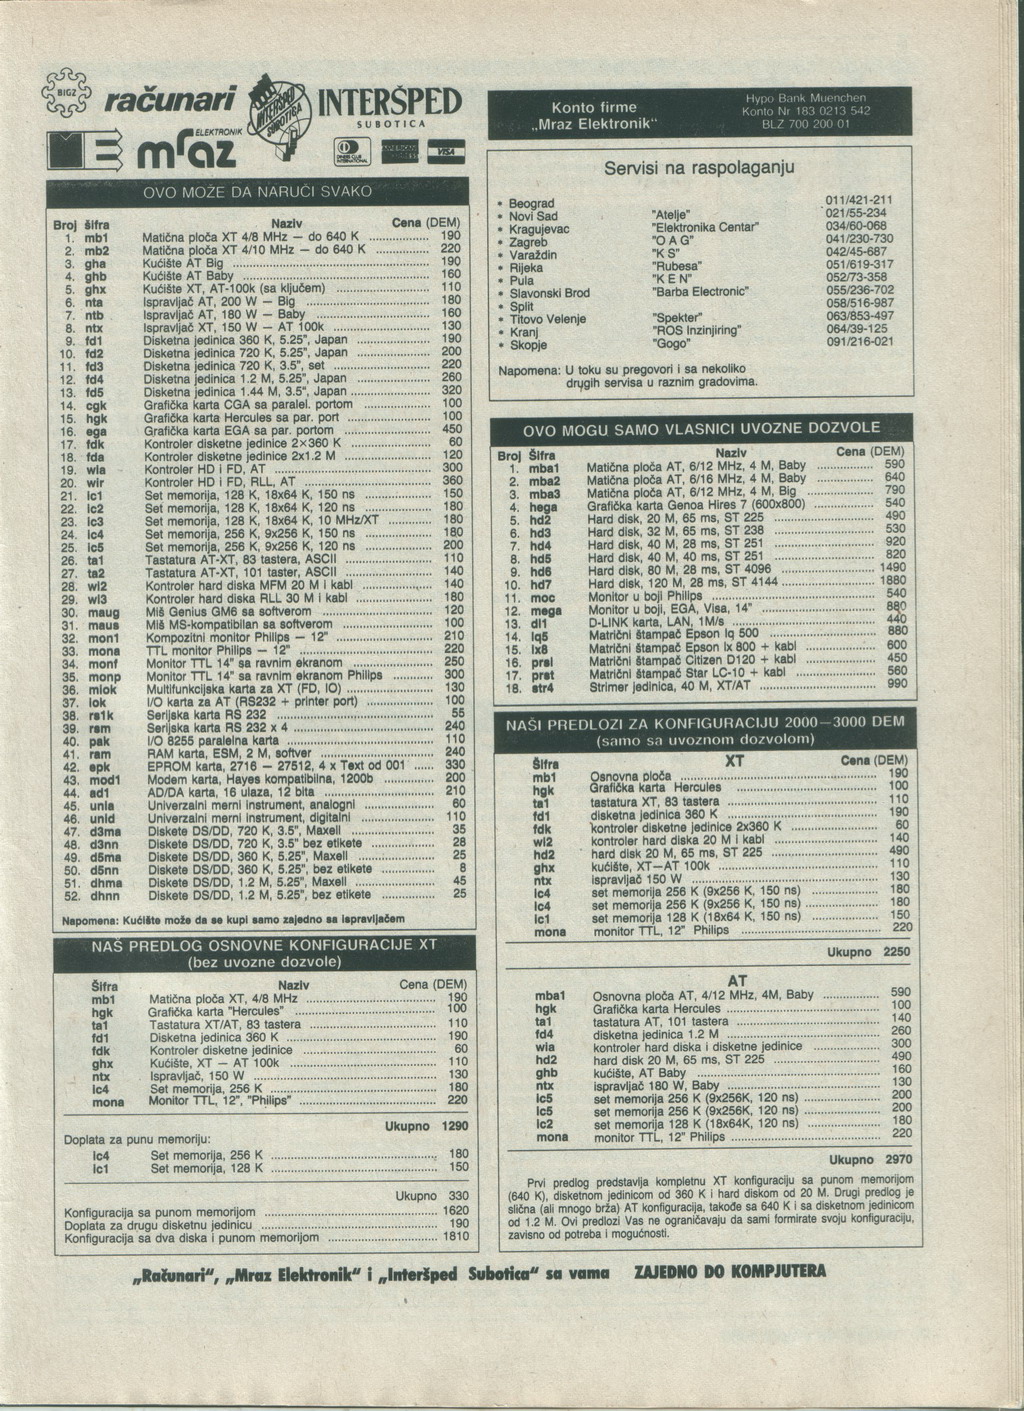 BIGZ
računari
INTERŠPED
SUBOTICA
ELEKTRONIK
mraz
INTERŠPED
SUBOTICA
DINERS CLUB
INTERNATIONAL
AMERICAN
EXPRESS
VISA
OVO MOŽE DA NARUČI SVAKO
Broj šifra Naziv Cena (DEM)
1. mb1 Matična ploča XT 4/8 MHz — do 640 K 190
2. mb2 Matična ploča XT 4/10 MHz — do 640 K 220
3. gha Kućište AT Big 190
4. ghb Kućište AT Baby 160
5. ghx Kućište XT, AT-100k (sa ključem) 110
6. nta Ispravljač AT, 200 W — Big 180
7. ntb Ispravljač AT, 180 W — Baby 160
8. ntx Ispravljač XT, 150 W — AT 100k 130
9. fd1 Disketna jedinica 360 K, 5.25", Japan 190
10. fd2 Disketna jedinica 720 K, 5.25", Japan 200
11. fd3 Disketna jedinica 720 K, 3.5", set 220
12. fd4 Disketna jedinica 1.2 M, 5.25", Japan 260
13. fd5 Disketna jedinica 1.44 M, 3.5", Japan 320
14. cgk Grafička karta CGA sa paralel. portom 100
15. hgk Grafička karta Hercules sa par. port 100
16. ega Grafička karta EGA sa par. portom 450
17. fdk Kontroler disketne jedinice 2×360 K 60
18. fda Kontroler disketne jedinice 2x1.2 M 120
19. wla Kontroler HD i FD, AT 300
20. wlr Kontroler HD i FD, RLL, AT 360
21. lc1 Set memorija, 128 K, 18x64 K, 150 ns 150
22. lc2 Set memorija, 128 K, 18x64 K, 120 ns 180
23. lc3 Set memorija, 128 K, 18x64 K, 10 MHz/XT 180
24. lc4 Set memorija, 256 K, 9x256 K, 150 ns 180
25. lc5 Set memorija, 256 K, 9x256 K, 120 ns 200
26. ta1 Tastatura AT-XT, 83 tastera, ASCII 110
27. ta2 Tastatura AT-XT, 101 taster, ASCII 140
28. wl2 Kontroler hard diska MFM 20 M i kabl 140
29. wl3 Kontroler hard diska RLL 30 M i kabl 180
30. maug Miš Genius GM6 sa softverom 120
31. maus Miš MS-kompatibilan sa softverom 100
32. mon1 Kompozitni monitor Philips — 12" 210
33. mona TTL monitor Philips — 12" 220
34. monf Monitor TTL 14" sa ravnim ekranom 250
35. monp Monitor TTL 14" sa ravnim ekranom Philips 300
36. mlok Multifunkcijska karta za XT (FD, IO) 130
37. lok I/O karta za AT (RS232 + printer port) 100
38. rs1k Serijska karta RS 232 55
39. rsm Serijska karta RS 232 x 4 240
40. pak I/O 8255 paralelna karta 110
41. ram RAM karta, ESM, 2 M, softver 240
42. epk EPROM karta, 2716 — 27512, 4 x Text od 001 330
43. mod1 Modem karta, Hayes kompatibilna, 1200b 200
44. ad1 AD/DA karta, 16 ulaza, 12 bita 210
45. unla Univerzalni merni instrument, analogni 60
46. unld Univerzalni merni instrument, digitalni 110
47. d3ma Diskete DS/DD, 720 K, 3.5", Maxell 35
48. d3nn Diskete DS/DD, 720 K, 3.5" bez etikete 28
49. d5ma Diskete DS/DD, 360 K, 5.25", Maxell 25
50. d5nn Diskete DS/DD, 360 K, 5.25", bez etikete 8
51. dhma Diskete DS/DD, 1.2 M, 5.25", Maxell 45
52. dhnn Diskete DS/DD, 1.2 M, 5.25", bez etikete 25
Napomena: Kućište može da se kupi samo zajedno sa ispravljačem
NAŠ PREDLOG OSNOVNE KONFIGURACIJE XT
(bez uvozne dozvole)
Šifra Naziv Cena (DEM)
mb1 Matična ploča XT, 4/8 MHz 190
hgk Grafička karta "Hercules" 100
ta1 Tastatura XT/AT, 83 tastera 110
fd1 Disketna jedinica 360 K 190
fdk Kontroler disketne jedinice 60
ghx Kućište, XT — AT 100k 110
ntx Ispravljač, 150 W 130
lc4 Set memorija, 256 K 180
mona Monitor TTL, 12", "Philips" 220
Ukupno 1290
Doplata za punu memoriju:
lc4 Set memorija, 256 K 180
lc1 Set memorija, 128 K 150
Ukupno 330
Konfiguracija sa punom memorijom 1620
Doplata za drugu disketnu jedinicu 190
Konfiguracija sa dva diska i punom memorijom 1810
Konto firme
„Mraz Elektronik“
Hypo Bank Muenchen
Konto Nr 183 0213 542
BLZ 700 200 01
Servisi na raspolaganju
* Beograd 011/421-211
* Novi Sad "Atelje" 021/55-234
* Kragujevac "Elektronika Centar" 034/60-068
* Zagreb "O A G" 041/230-730
* Varaždin "K S" 042/45-687
* Rijeka "Rubesa" 051/619-317
* Pula "K E N" 052/73-358
* Slavonski Brod "Barba Electronic" 055/236-702
* Split 058/516-987
* Titovo Velenje "Spekter" 063/853-497
* Kranj "ROS Inzinjiring" 064/39-125
* Skopje "Gogo" 091/216-021
Napomena: U toku su pregovori i sa nekoliko
drugih servisa u raznim gradovima.
OVO MOGU SAMO VLASNICI UVOZNE DOZVOLE
Broj Šifra Naziv Cena (DEM)
1. mba1 Matična ploča AT, 6/12 MHz, 4 M, Baby 590
2. mba2 Matična ploča AT, 6/16 MHz, 4 M, Baby 640
3. mba3 Matična ploča AT, 6/12 MHz, 4 M, Big 790
4. hega Grafička karta Genoa Hires 7 (600x800) 540
5. hd2 Hard disk, 20 M, 65 ms, ST 225 490
6. hd3 Hard disk, 32 M, 65 ms, ST 238 530
7. hd4 Hard disk, 40 M, 28 ms, ST 251 920
8. hd5 Hard disk, 40 M, 40 ms, ST 251 820
9. hd6 Hard disk, 80 M, 28 ms, ST 4096 1490
10. hd7 Hard disk, 120 M, 28 ms, ST 4144 1880
11. moc Monitor u boji Philips 540
12. mega Monitor u boji, EGA, Visa, 14" 880
13. dl1 D-LINK karta, LAN, 1M/s 440
14. lq5 Matrični štampač Epson lq 500 880
15. lx8 Matrični štampač Epson lx 800 + kabl 600
16. prsl Matrični štampač Citizen D120 + kabl 450
17. prst Matrični štampač Star LC-10 + kabl 560
18. str4 Strimer jedinica, 40 M, XT/AT 990
NAŠI PREDLOZI ZA KONFIGURACIJU 2000—3000 DEM
(samo sa uvoznom dozvolom)
Šifra XT Cena (DEM)
mb1 Osnovna ploča 190
hgk Grafička karta Hercules 100
ta1 tastatura XT, 83 tastera 110
fd1 disketna jedinica 360 K 190
fdk kontroler disketne jedinice 2x360 K 60
wl2 kontroler hard diska 20 M i kabl 140
hd2 hard disk 20 M, 65 ms, ST 225 490
ghx kućište, XT—AT 100k 110
ntx ispravljač 150 W 130
lc4 set memorija 256 K (9x256 K, 150 ns) 180
lc4 set memorija 256 K (9x256 K, 150 ns) 180
lc1 set memorija 128 K (18x64 K, 150 ns) 150
mona monitor TTL, 12" Philips 220
Ukupno 2250
AT
mba1 Osnovna ploča AT, 4/12 MHz, 4M, Baby 590
hgk Grafička karta Hercules 100
ta1 tastatura AT, 101 tastera 140
fd4 disketna jedinica 1.2 M 260
wla kontroler hard diska i disketne jedinice 300
hd2 hard disk 20 M, 65 ms, ST 225 490
ghb kućište, AT Baby 160
ntx ispravljač 180 W, Baby 130
lc5 set memorija 256 K (9x256K, 120 ns) 200
lc5 set memorija 256 K (9x256K, 120 ns) 200
lc2 set memorija 128 K (18x64K, 120 ns) 180
mona monitor TTL, 12" Philips 220
Ukupno 2970
Prvi predlog predstavlja kompletnu XT konfiguraciju sa punom memorijom
(640 K), disketnom jedinicom od 360 K i hard diskom od 20 M. Drugi predlog je
slična (ali mnogo brža) AT konfiguracija, takođe sa 640 K i sa disketnom jedinicom
od 1.2 M. Ovi predlozi Vas ne ograničavaju da sami formirate svoju konfiguraciju,
zavisno od potreba i mogućnosti.
„Računari“, „Mraz Elektronik“ i „Interšped Subotica“ sa vama ZAJEDNO DO KOMPJUTERA